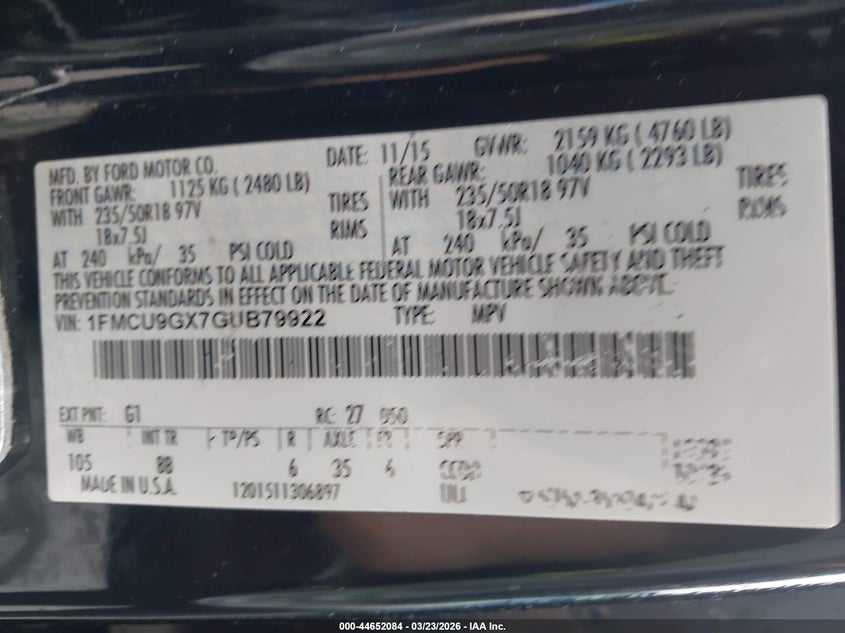 MFD. BY FORD MOTOR CO. DATE: 11/15 GVWR: 2159 KG ( 4760 LB)
FRONT GAWR: 1125 KG ( 2480 LB) REAR GAWR: 1040 KG ( 2293 LB)
WITH 235/50R18 97V TIRES WITH 235/50R18 97V TIRES
18x7.5J RIMS 18x7.5J RIMS
AT 240 kPa/ 35 PSI COLD AT 240 kPa/ 35 PSI COLD
THIS VEHICLE CONFORMS TO ALL APPLICABLE FEDERAL MOTOR VEHICLE SAFETY AND THEFT
PREVENTION STANDARDS IN EFFECT ON THE DATE OF MANUFACTURE SHOWN ABOVE.
VIN: 1FMCU9GX7GUB79922 TYPE: MPV
EXT PNT: G1 RC: 27
WB INT TR TP/PS R AXLE SPR
105 8B 6 35 6
MADE IN U.S.A. 1201511306897
000-44652084 - 03/23/2026 - IAA Inc.